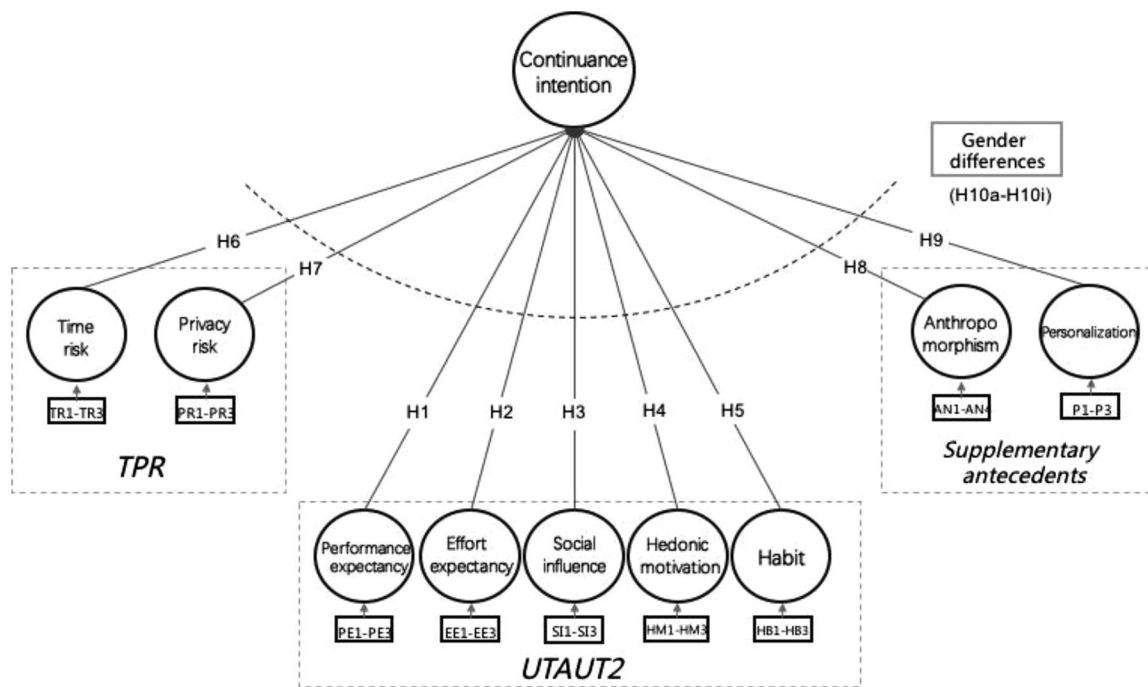 Continuance
intention
Gender
differences
(H10a-H10i)
H6
H7
H8
H9
Time
risk
Privacy
risk
Anthropo
morphism
Personalization
TR1-TR3
PR1-PR3
AN1-AN4
P1-P3
H1
H2
H3
H4
H5
TPR
Supplementary
antecedents
Performance
expectancy
Effort
expectancy
Social
influence
Hedonic
motivation
Habit
PE1-PE3
EE1-EE3
SI1-SI3
HM1-HM3
HB1-HB3
UTAUT2